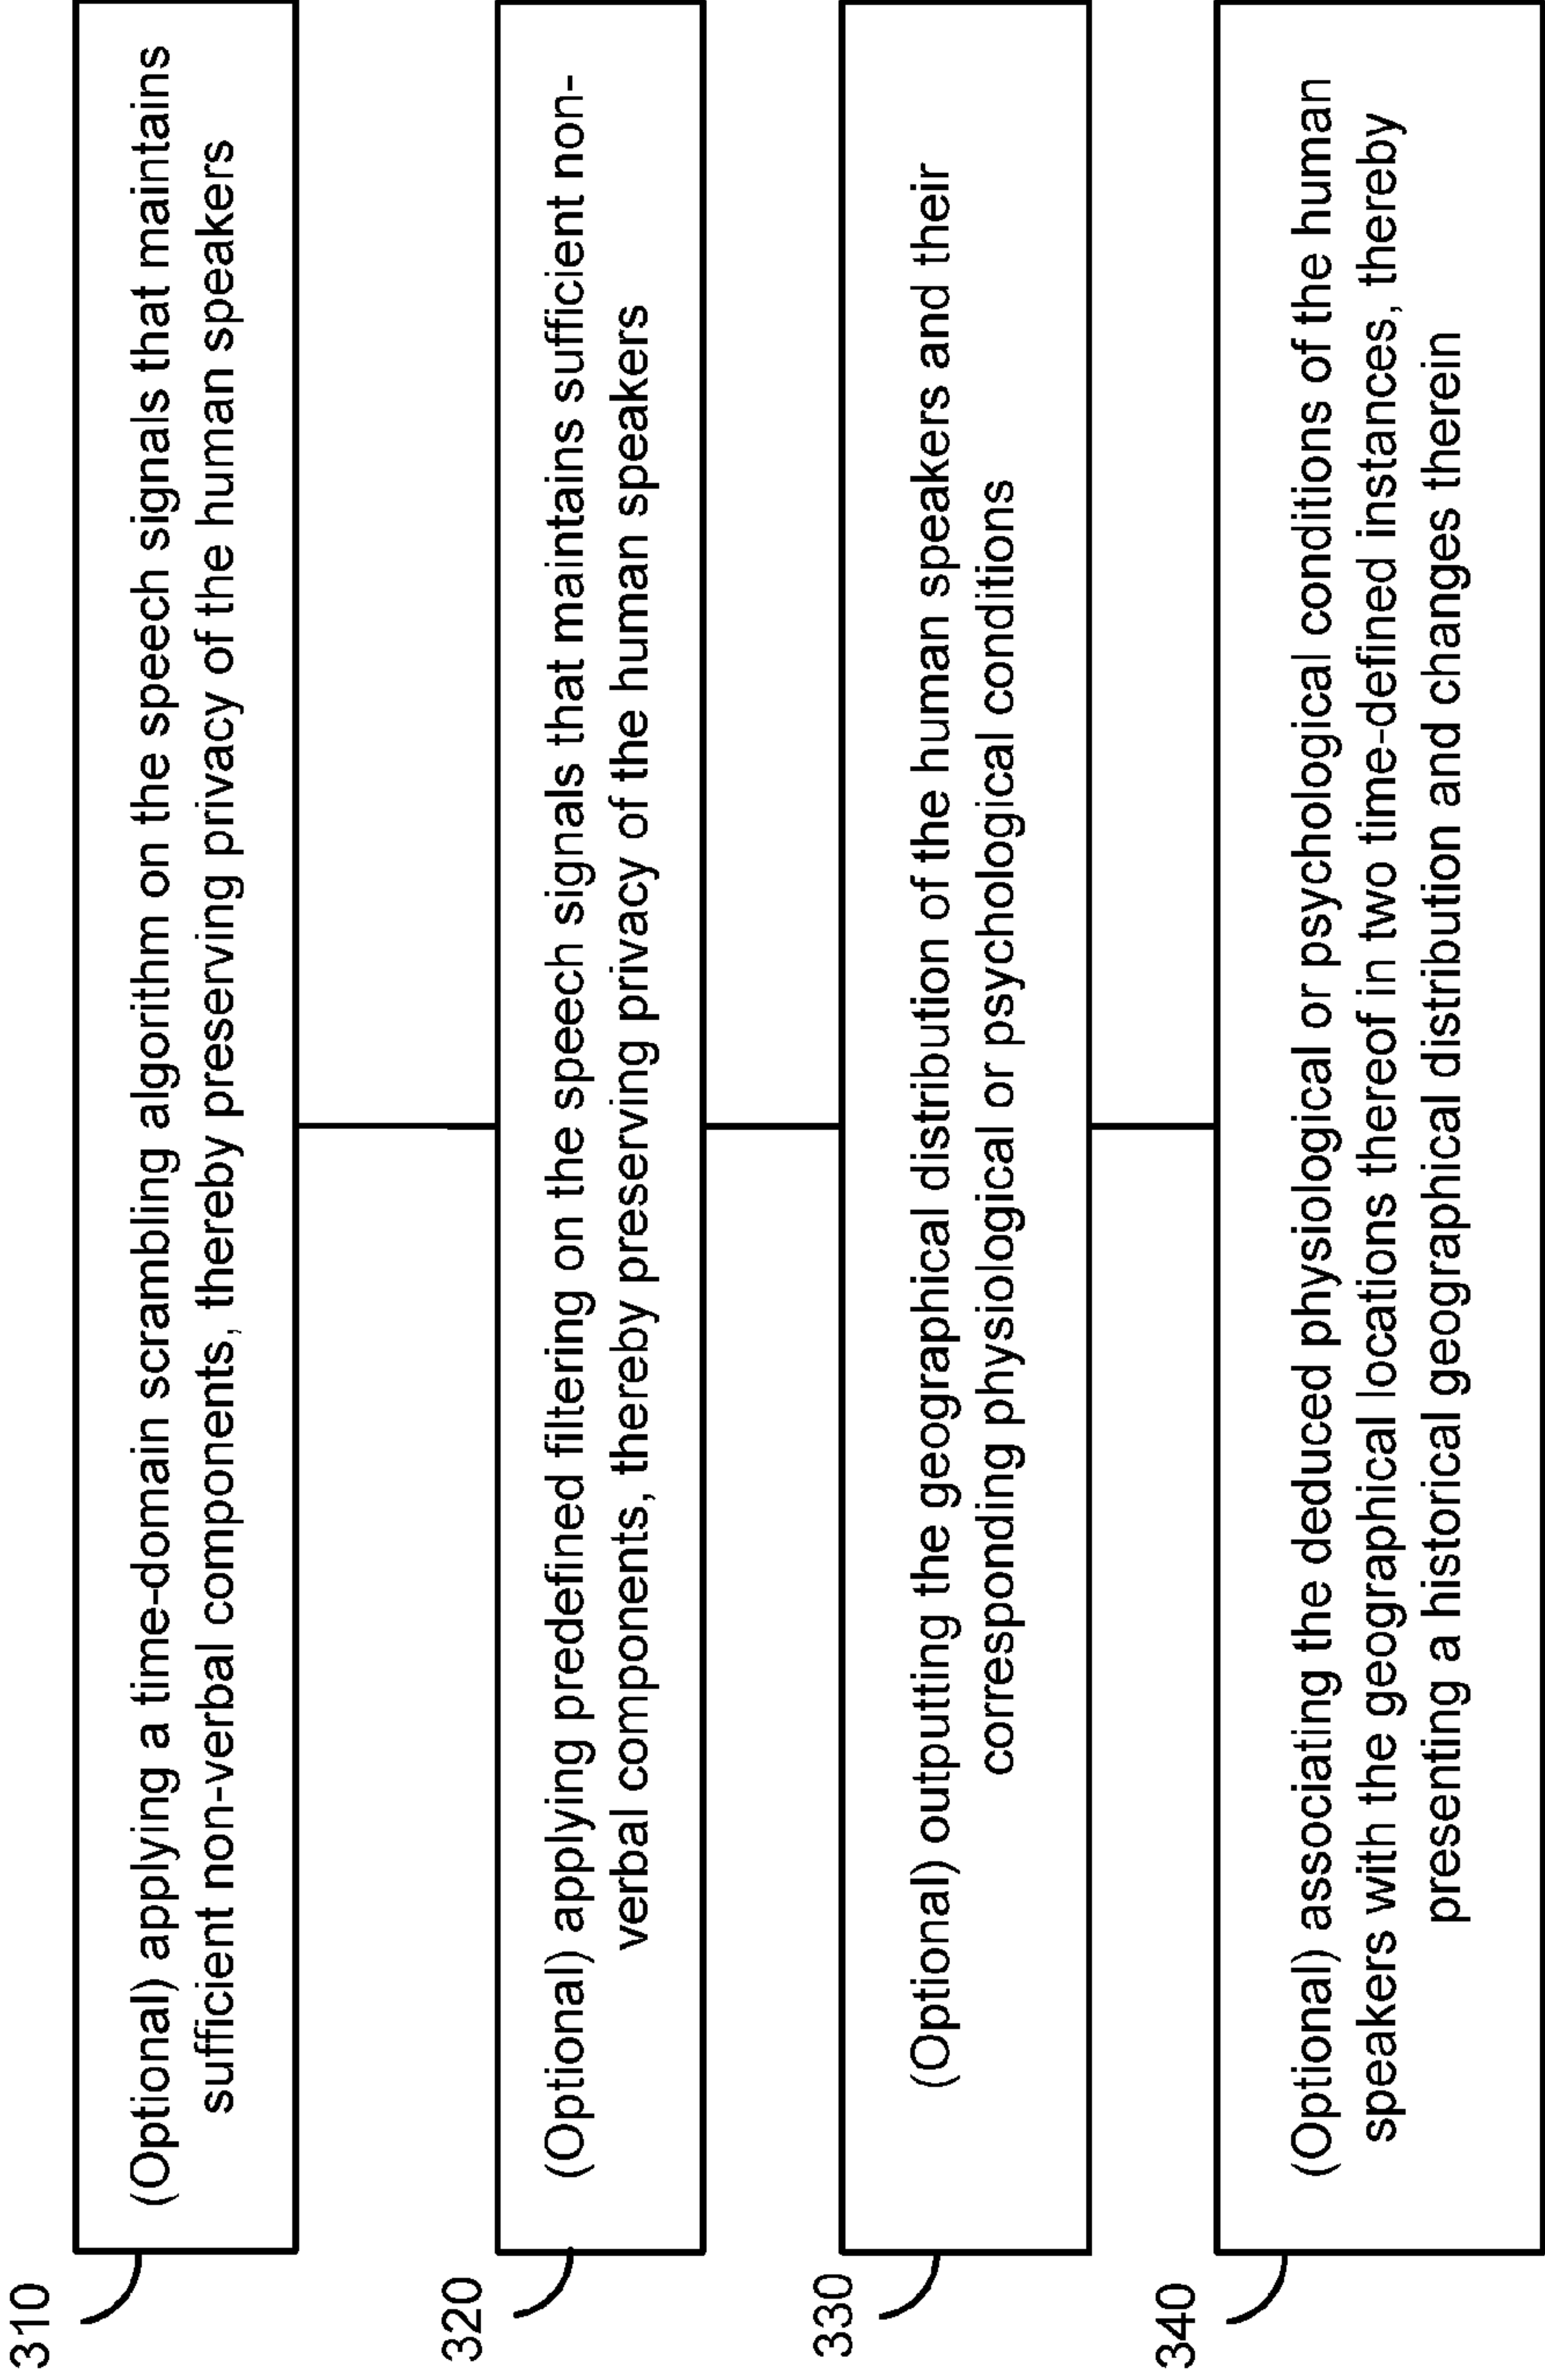 310
(Optional) applying a time-domain scrambling algorithm on the speech signals that maintains
sufficient non-verbal components, thereby preserving privacy of the human speakers
320
(Optional) applying predefined filtering on the speech signals that maintains sufficient non-
verbal components, thereby preserving privacy of the human speakers
330
(Optional) outputting the geographical distribution of the human speakers and their
corresponding physiological or psychological conditions
340
(Optional) associating the deduced physiological or psychological conditions of the human
speakers with the geographical locations thereof in two time-defined instances, thereby
presenting a historical geographical distribution and changes therein